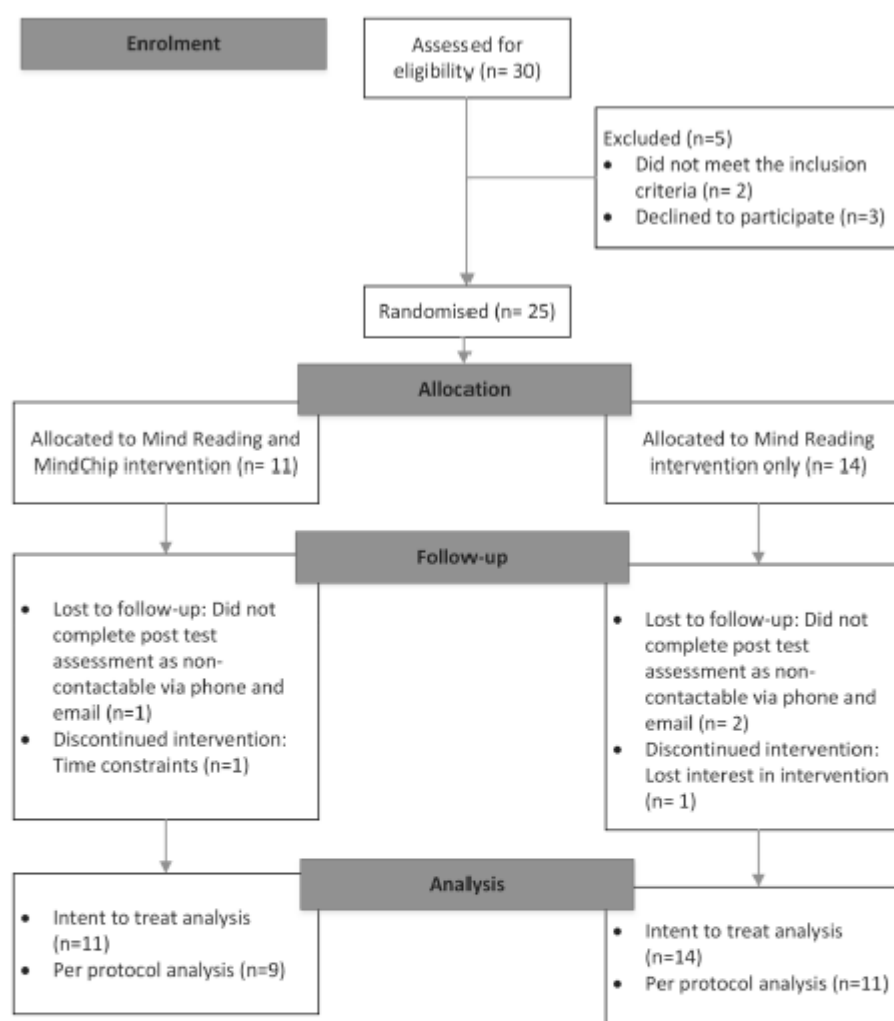 Enrolment
Assessed for
eligibility (n= 30)
Excluded (n=5)
• Did not meet the inclusion
criteria (n= 2)
• Declined to participate (n=3)
Randomised (n= 25)
Allocation
Allocated to Mind Reading and
MindChip intervention (n= 11)
Allocated to Mind Reading
intervention only (n= 14)
Follow-up
• Lost to follow-up: Did not
complete post test
assessment as non-
contactable via phone and
email (n=1)
• Discontinued intervention:
Time constraints (n=1)
• Lost to follow-up: Did not
complete post test
assessment as non-
contactable via phone and
email (n= 2)
• Discontinued intervention:
Lost interest in intervention
(n= 1)
Analysis
• Intent to treat analysis
(n=11)
• Per protocol analysis (n=9)
• Intent to treat analysis
(n=14)
• Per protocol analysis (n=11)